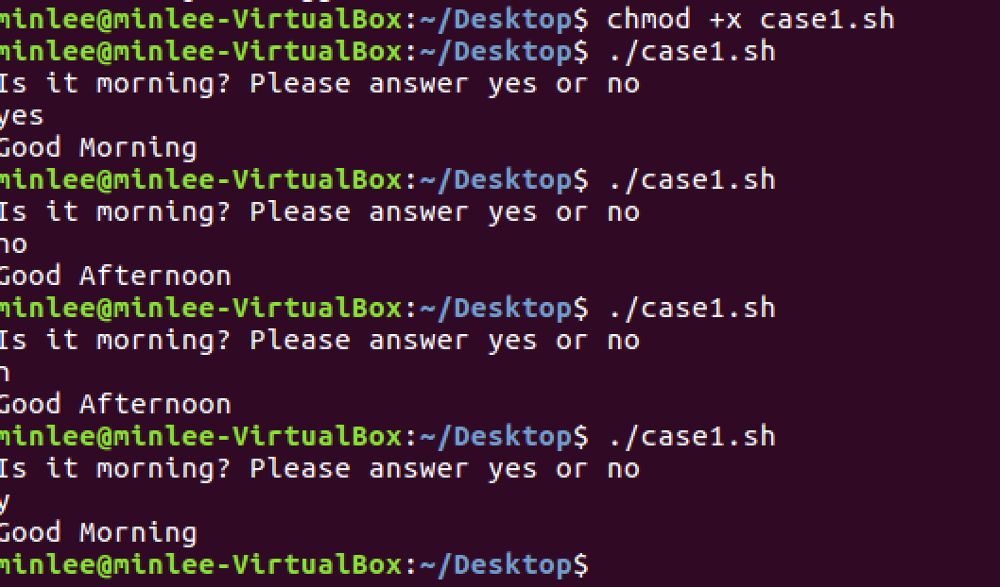 minlee@minlee-VirtualBox:~/Desktop$ chmod +x case1.sh
minlee@minlee-VirtualBox:~/Desktop$ ./case1.sh
Is it morning? Please answer yes or no
yes
Good Morning
minlee@minlee-VirtualBox:~/Desktop$ ./case1.sh
Is it morning? Please answer yes or no
no
Good Afternoon
minlee@minlee-VirtualBox:~/Desktop$ ./case1.sh
Is it morning? Please answer yes or no
n
Good Afternoon
minlee@minlee-VirtualBox:~/Desktop$ ./case1.sh
Is it morning? Please answer yes or no
y
Good Morning
minlee@minlee-VirtualBox:~/Desktop$